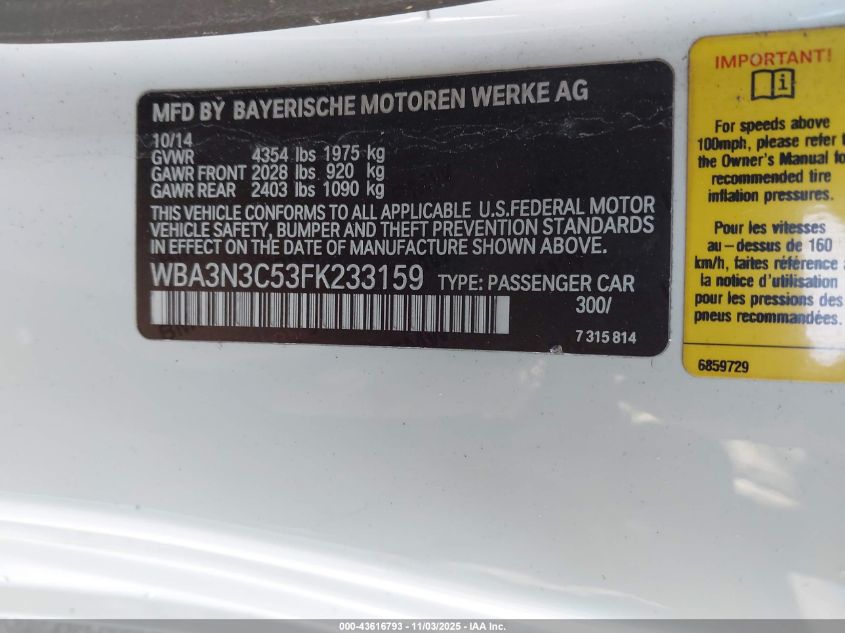 MFD BY BAYERISCHE MOTOREN WERKE AG
10/14
GVWR 4354 lbs 1975 kg
GAWR FRONT 2028 lbs 920 kg
GAWR REAR 2403 lbs 1090 kg
THIS VEHICLE CONFORMS TO ALL APPLICABLE U.S.FEDERAL MOTOR
VEHICLE SAFETY, BUMPER AND THEFT PREVENTION STANDARDS
IN EFFECT ON THE DATE OF MANUFACTURE SHOWN ABOVE.
WBA3N3C53FK233159 TYPE: PASSENGER CAR
300/
7 315 814
IMPORTANT!
For speeds above
100mph, please refer
the Owner's Manual for
recommended tire
inflation pressures.
Pour les vitesses
au-dessus de 160
km/h, faites référence
la notice d'utilisation
pour les pressions des
pneus recommandées.
6859729
000-43616793 - 11/03/2025 - IAA Inc.